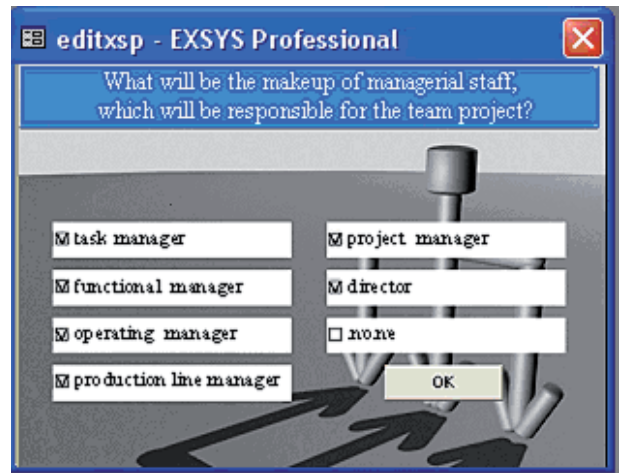 editxsp - EXSYS Professional
What will be the makeup of managerial staff,
which will be responsible for the team project?
task manager
functional manager
operating manager
production line manager
project manager
director
none
OK